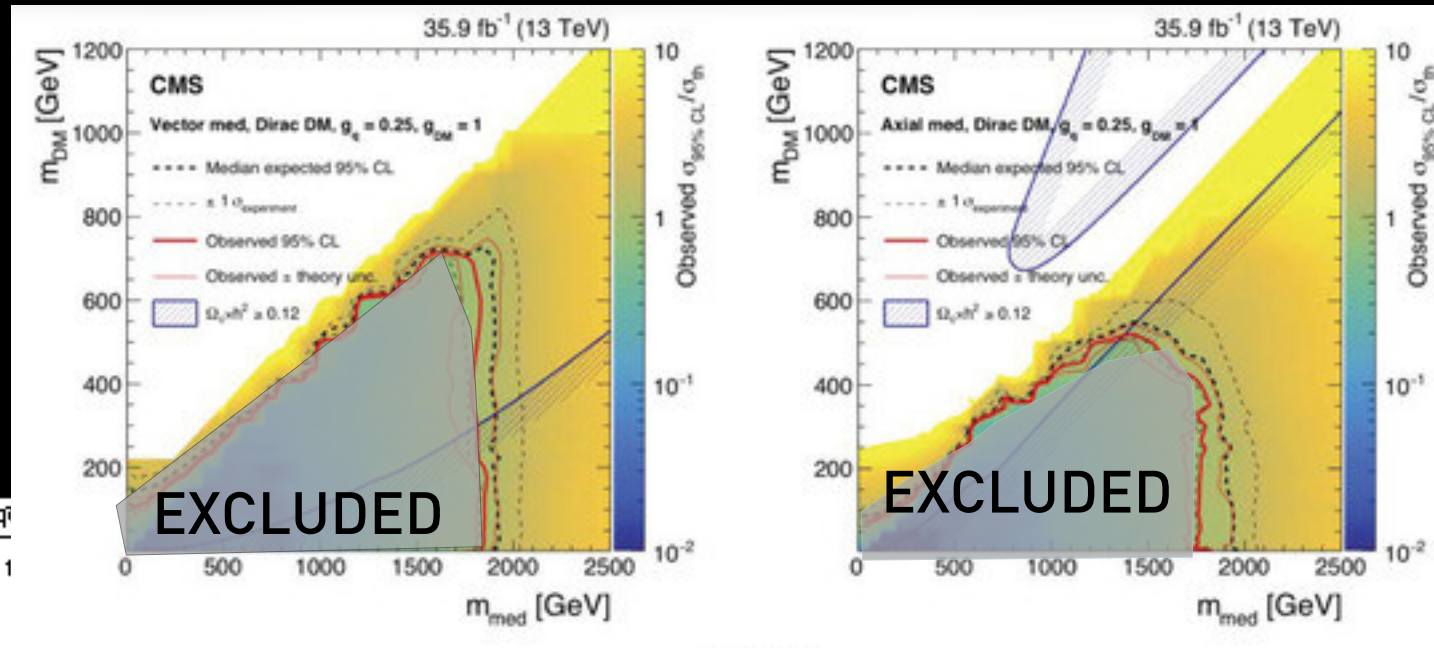 35.9 fb⁻¹ (13 TeV)
CMS
Vector med, Dirac DM, g_q = 0.25, g_DM = 1
Median expected 95% CL
± 1 σ_experiment
Observed 95% CL
Observed ± theory unc.
Ω_c×h² ≥ 0.12
EXCLUDED
m_DM [GeV]
1200
1000
800
600
400
200
0 500 1000 1500 2000 2500
m_med [GeV]
10
1
10⁻¹
10⁻²
Observed σ_95% CL/σ_th
35.9 fb⁻¹ (13 TeV)
CMS
Axial med, Dirac DM, g_q = 0.25, g_DM = 1
Median expected 95% CL
± 1 σ_experiment
Observed 95% CL
Observed ± theory unc.
Ω_c×h² ≥ 0.12
EXCLUDED
m_DM [GeV]
1200
1000
800
600
400
200
0 500 1000 1500 2000 2500
m_med [GeV]
10
1
10⁻¹
10⁻²
Observed σ_95% CL/σ_th
1